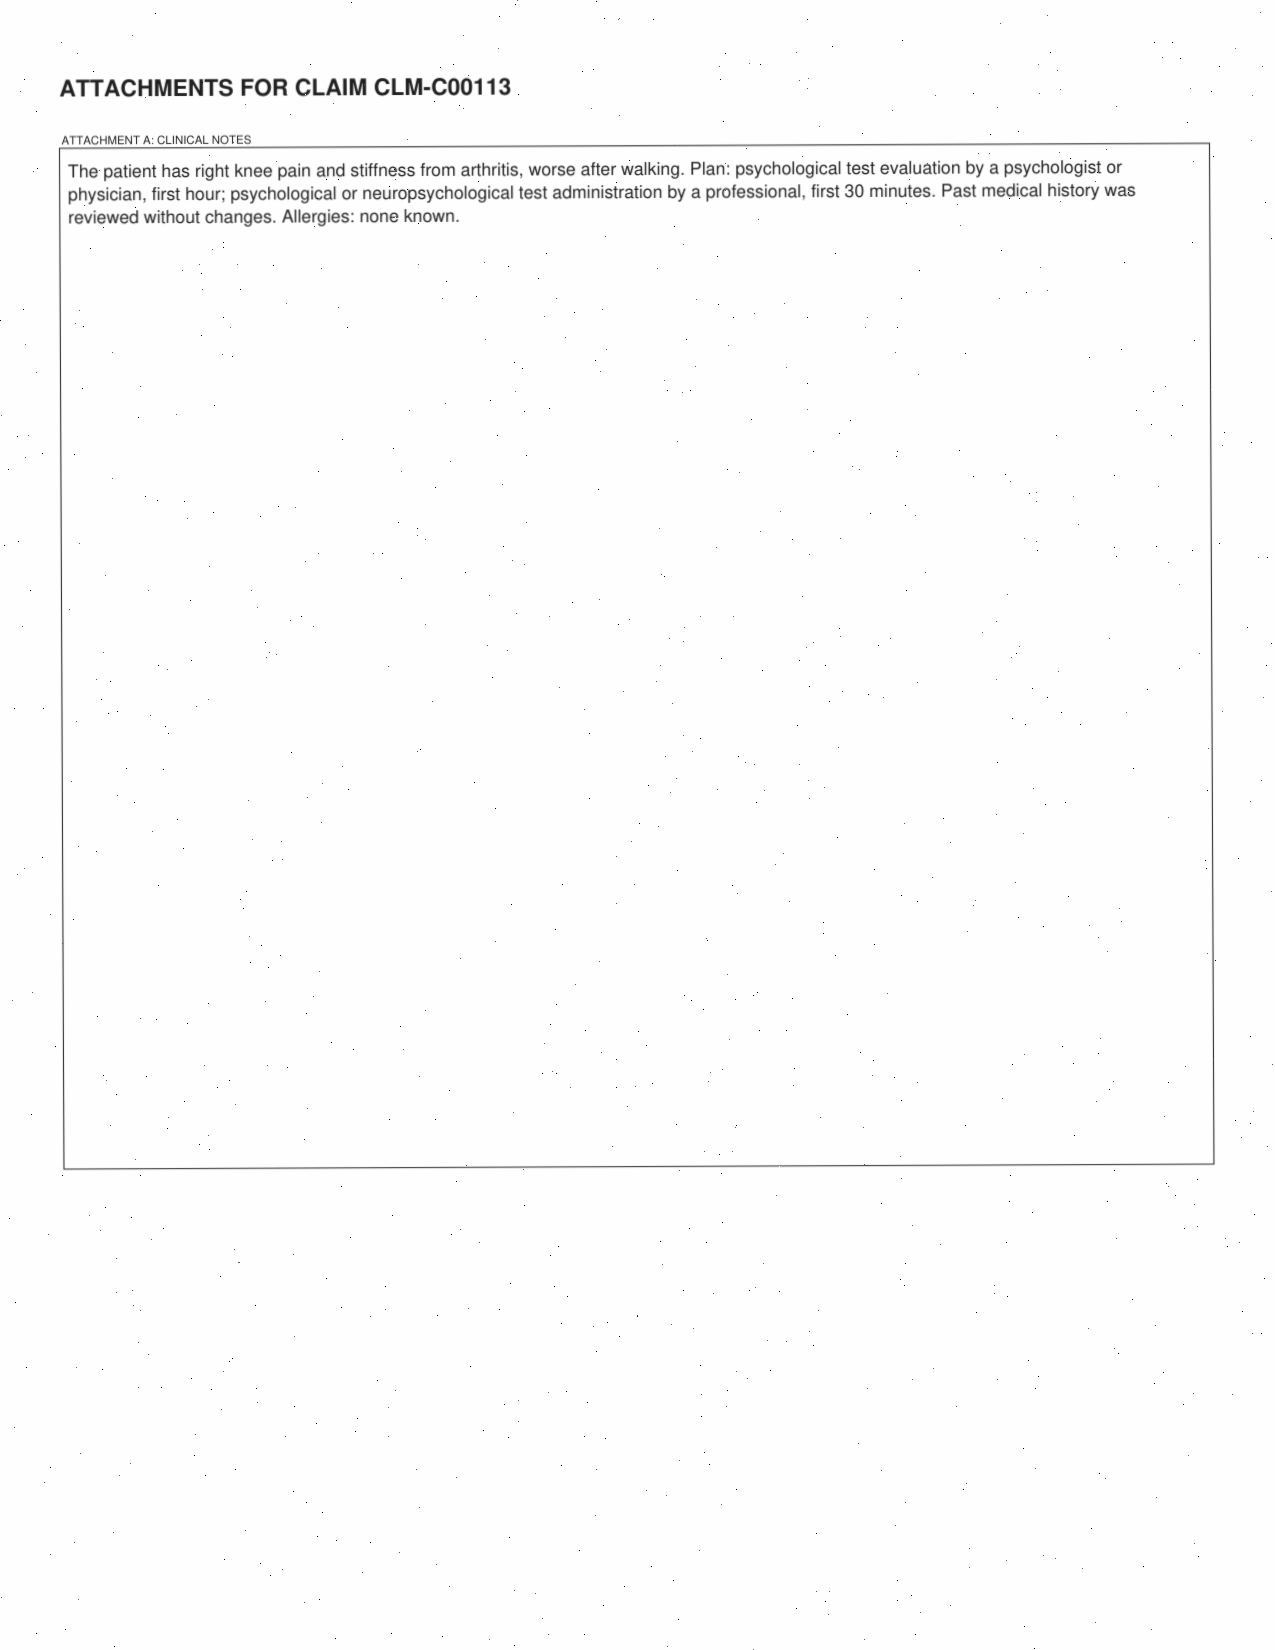 ATTACHMENTS FOR CLAIM CLM-C00113
ATTACHMENT A: CLINICAL NOTES
The patient has right knee pain and stiffness from arthritis, worse after walking. Plan: psychological test evaluation by a psychologist or
physician, first hour; psychological or neuropsychological test administration by a professional, first 30 minutes. Past medical history was
reviewed without changes. Allergies: none known.